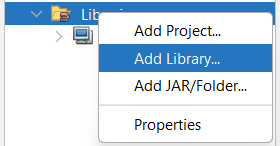 Add Project...
Add Library...
Add JAR/Folder...
Properties